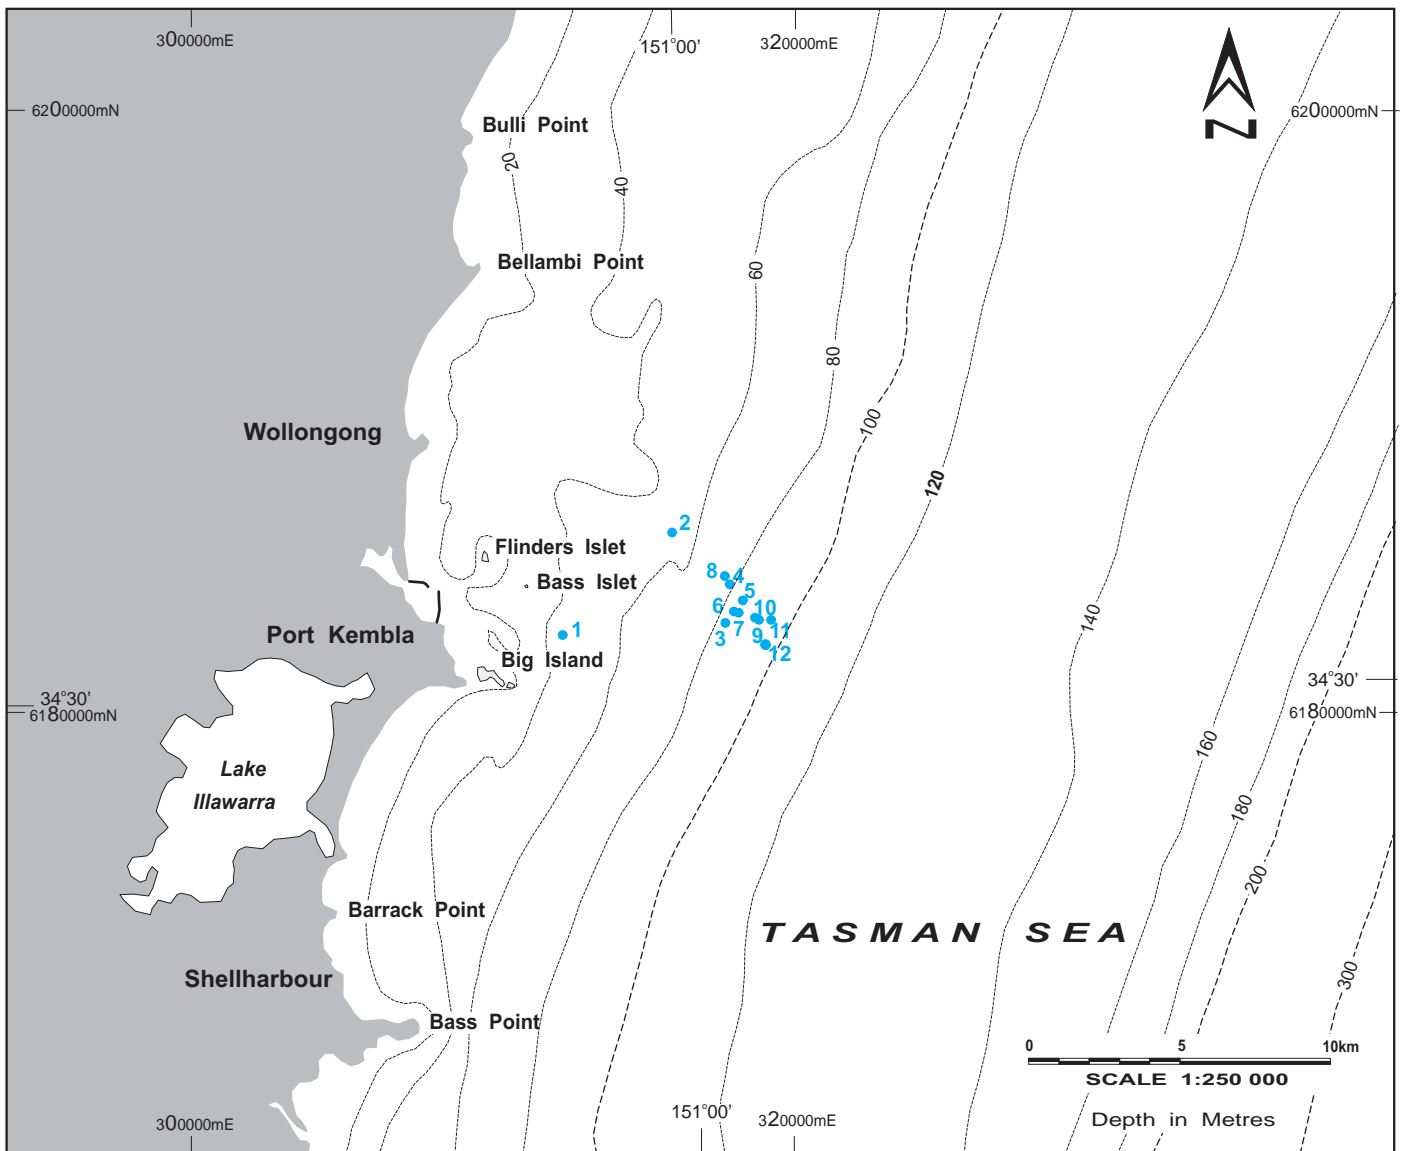 300000mE
151°00'
320000mE
6200000mN
6200000mN
N
Bulli Point
20
40
Bellambi Point
60
80
100
Wollongong
120
2
Flinders Islet
8
4
Bass Islet
5
6
10
140
1
3
7
9
11
Port Kembla
12
Big Island
34°30'
34°30'
6180000mN
6180000mN
160
Lake
Illawarra
180
200
Barrack Point
TASMAN SEA
300
Shellharbour
Bass Point
0 5 10km
SCALE 1:250 000
Depth in Metres
300000mE
151°00'
320000mE